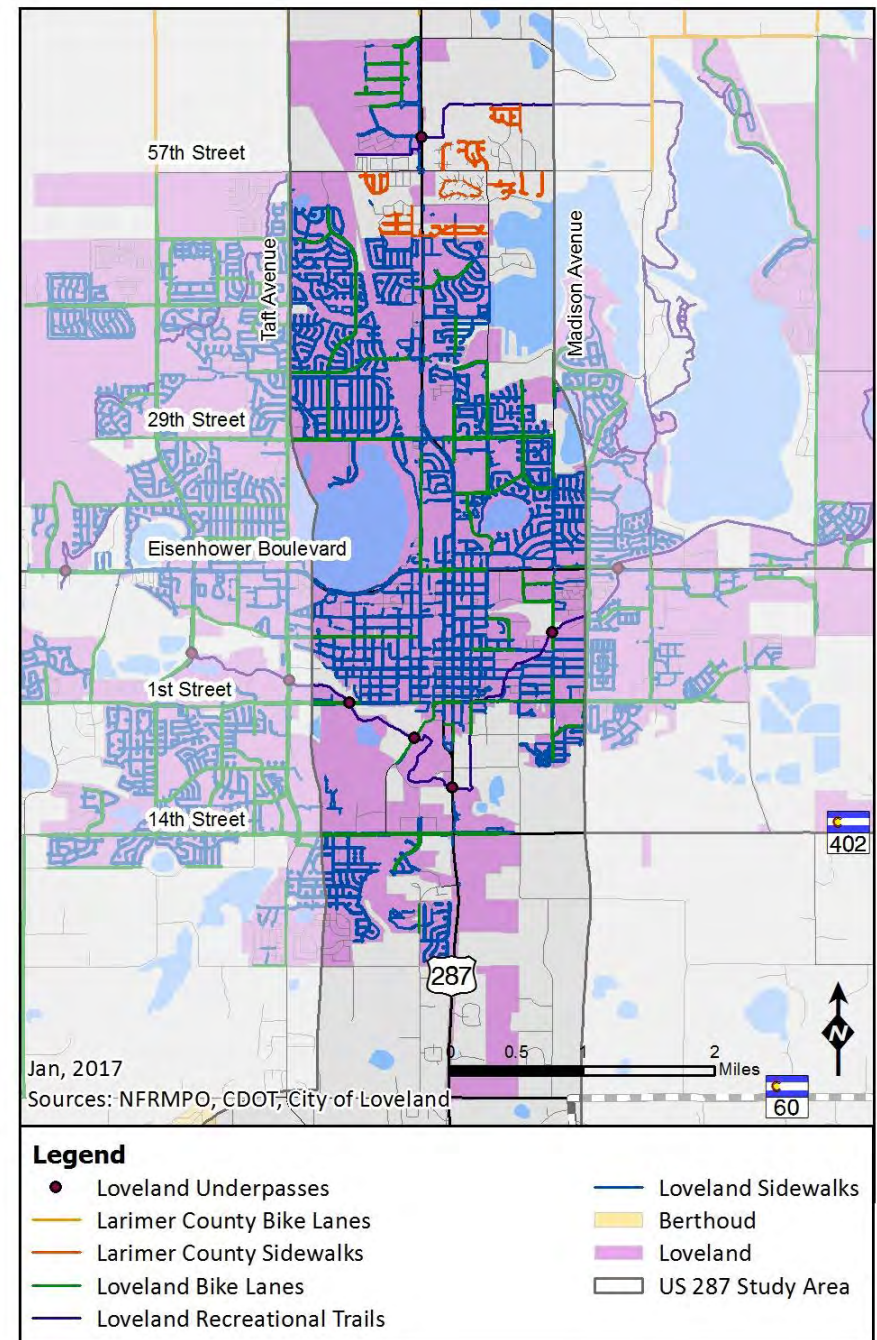 57th Street
Taft Avenue
Madison Avenue
29th Street
Eisenhower Boulevard
1st Street
14th Street
402
287
N
0 0.5 1 2
Miles
Jan, 2017
Sources: NFRMPO, CDOT, City of Loveland
60
Legend
Loveland Underpasses
Larimer County Bike Lanes
Larimer County Sidewalks
Loveland Bike Lanes
Loveland Recreational Trails
Loveland Sidewalks
Berthoud
Loveland
US 287 Study Area